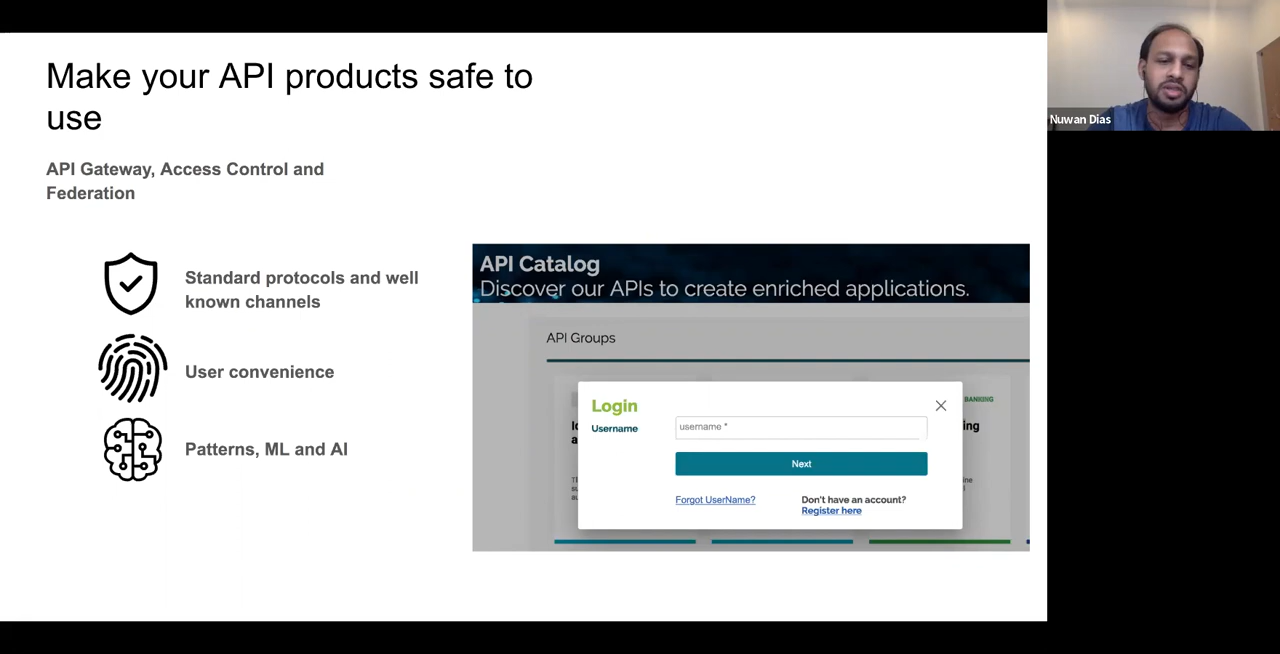 Make your API products safe to
use
API Gateway, Access Control and
Federation
Standard protocols and well
known channels
User convenience
Patterns, ML and AI
API Catalog
Discover our APIs to create enriched applications.
API Groups
BANKING
Login
Username
username *
Next
Forgot UserName?
Don't have an account?
Register here
Nuwan Dias